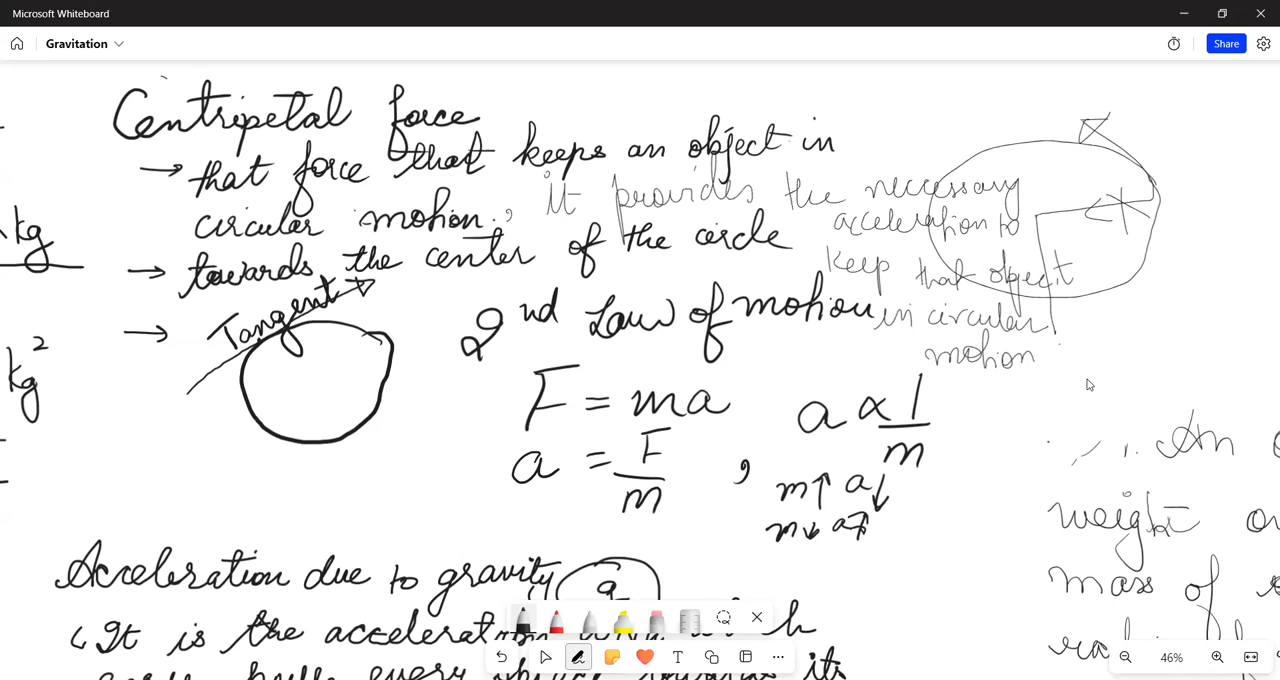 Microsoft Whiteboard
Gravitation
Share
Centripetal force
→ that force that keeps an object in
circular motion; it provides the necessary
acceleration to
keep that object
in circular
motion
→ towards the center of the circle
→ Tangent
2nd Law of motion
F = ma
a = F/m , a ∝ 1/m
m↑ a↓
m↓ a↑
kg
kg²
An
weight
mass of
Acceleration due to gravity g
↳ It is the
every
46%